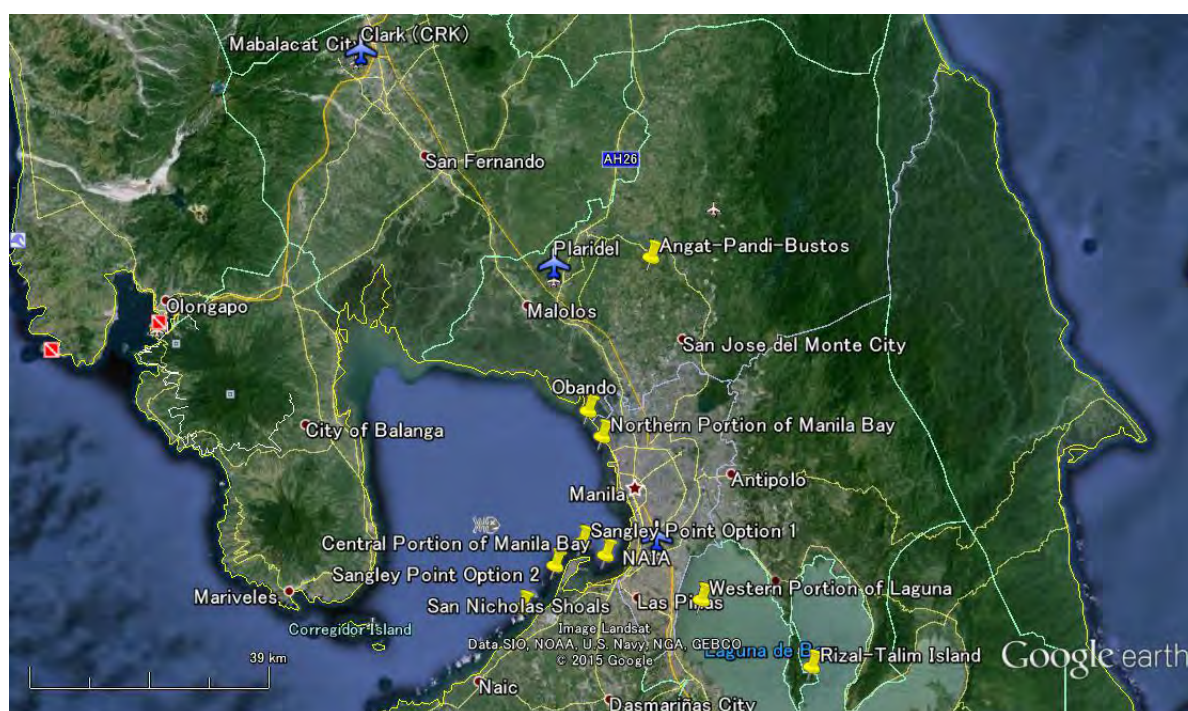 Clark (CRK)
Mabalacat City
San Fernando
AH26
Plaridel
Angat-Pandi-Bustos
Olongapo
Malolos
San Jose del Monte City
Obando
Northern Portion of Manila Bay
City of Balanga
Antipolo
Manila
Sangley Point Option 1
Central Portion of Manila Bay
NAIA
Sangley Point Option 2
Western Portion of Laguna
Mariveles
San Nicholas Shoals
Las Piñas
Corregidor Island
Image Landsat
Data SIO, NOAA, U.S. Navy, NGA, GEBCO
© 2015 Google
39 km
Laguna de B
Rizal-Talim Island
Google earth
Naic
Dasmariñas City